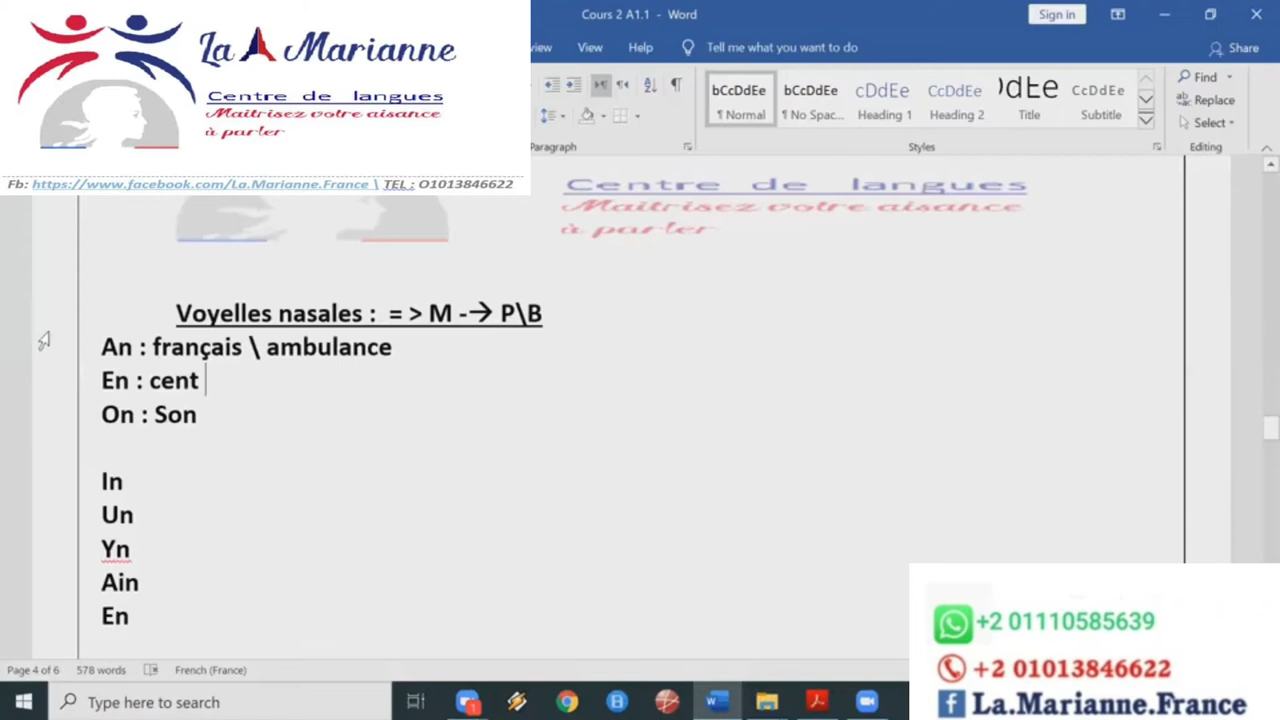 La Marianne
Centre de langues
Maitrisez votre aisance
à parler
Fb: https://www.facebook.com/La.Marianne.France \ TEL : O1013846622
Cours 2 A1.1 - Word
Sign in
View Help Tell me what you want to do
Share
bCcDdEe bCcDdEe cDdEe CcDdEe CcDdEe
¶ Normal ¶ No Spac... Heading 1 Heading 2 Title Subtitle
Find
Replace
Select
Paragraph Styles Editing
Centre de langues
Maitrisez votre aisance
à parler
Voyelles nasales : = > M -→ P\B
An : français \ ambulance
En : cent
On : Son
In
Un
Yn
Ain
En
+2 01110585639
+2 01013846622
La.Marianne.France
Page 4 of 6 578 words French (France)
Type here to search